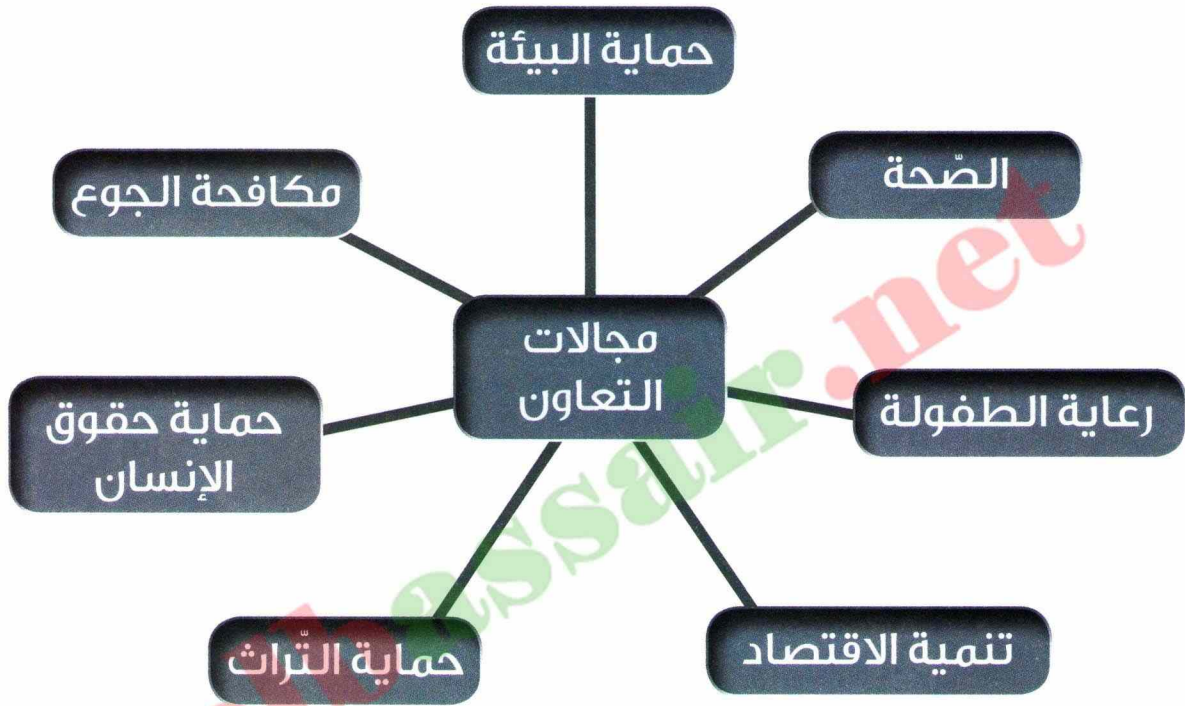 حماية البيئة
الصّحة
مكافحة الجوع
مجالات
التعاون
رعاية الطفولة
حماية حقوق
الإنسان
تنمية الاقتصاد
حماية التّراث
assair.net